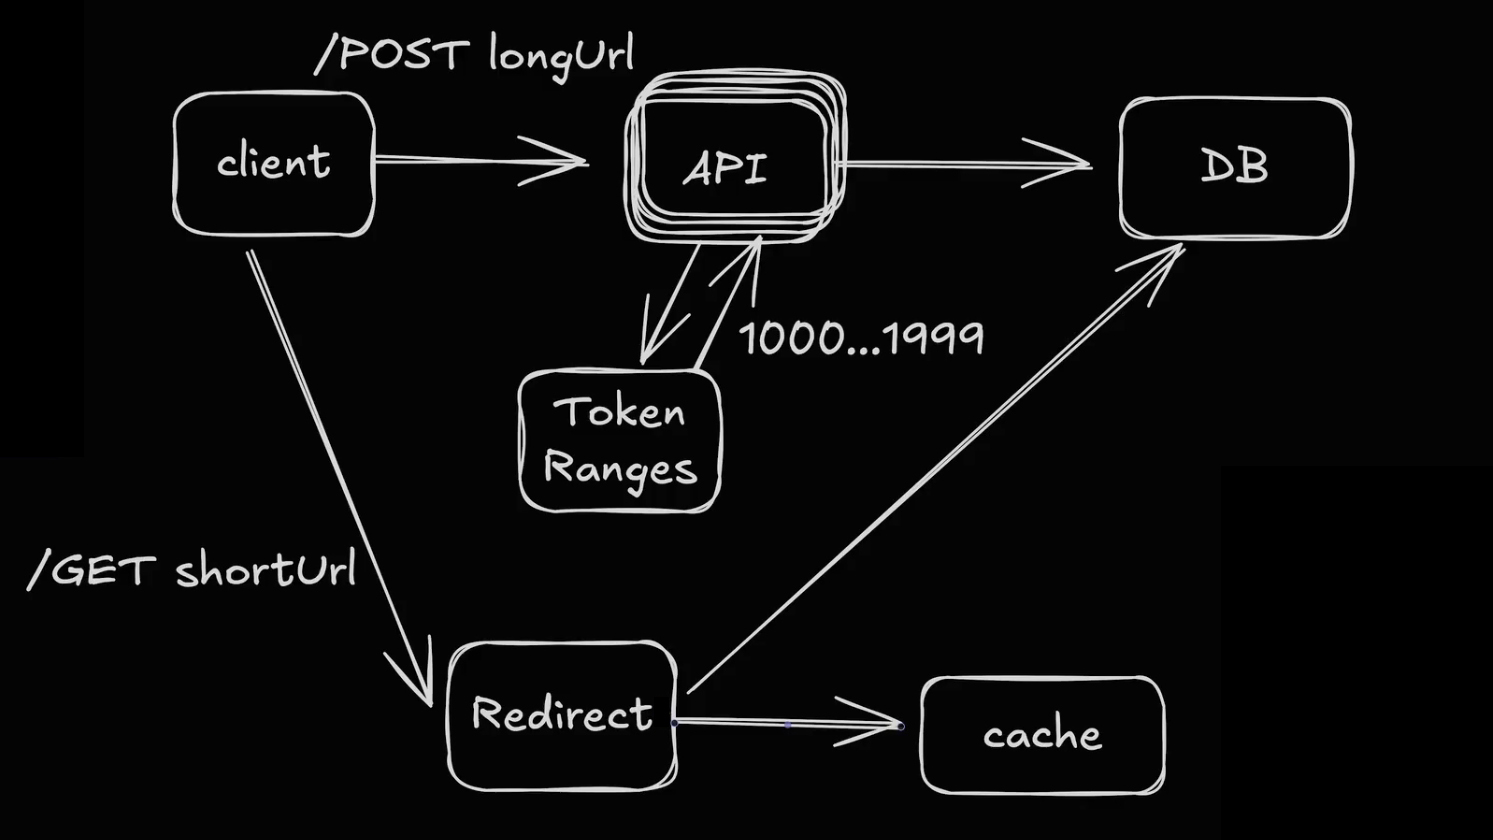 /POST longUrl
client
API
DB
1000...1999
Token
Ranges
/GET shortUrl
Redirect
cache